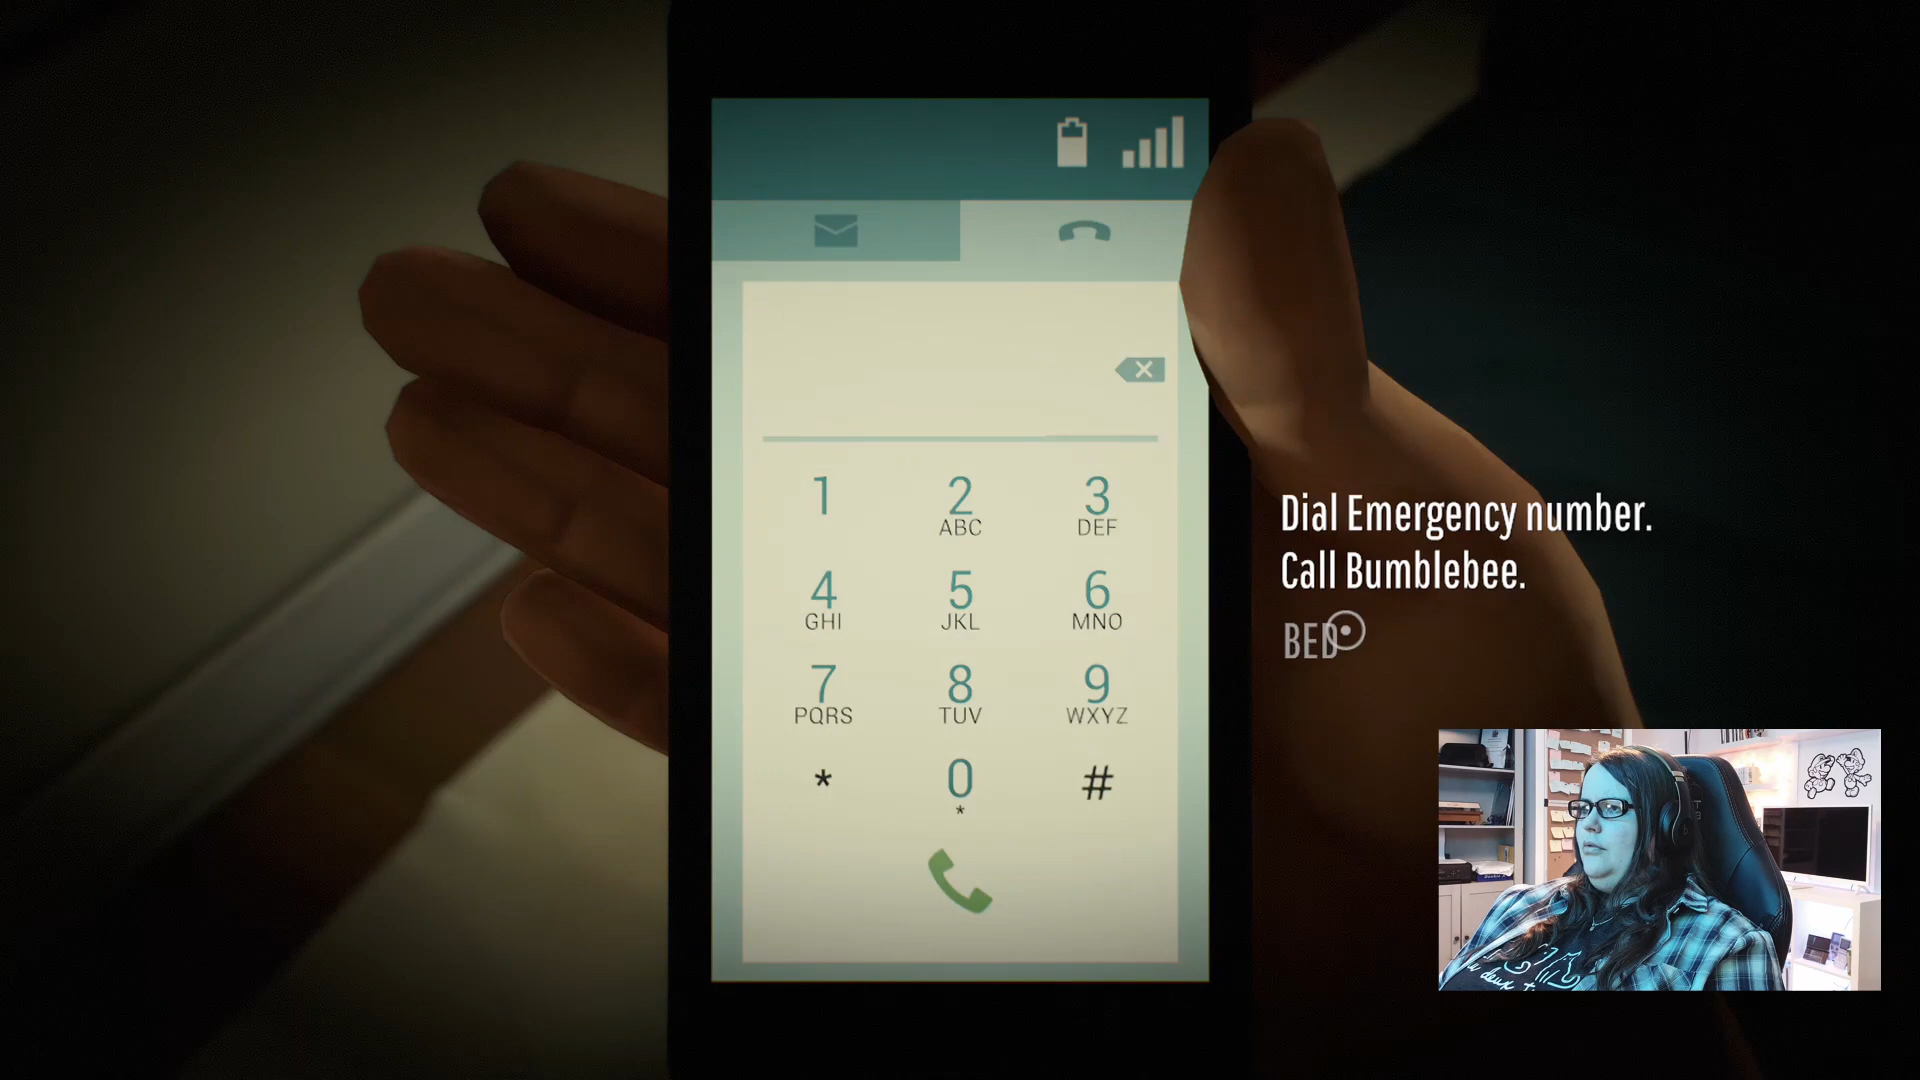 1 2 3
ABC DEF
4 5 6
GHI JKL MNO
7 8 9
PQRS TUV WXYZ
* 0 #
*
Dial Emergency number.
Call Bumblebee.
BED